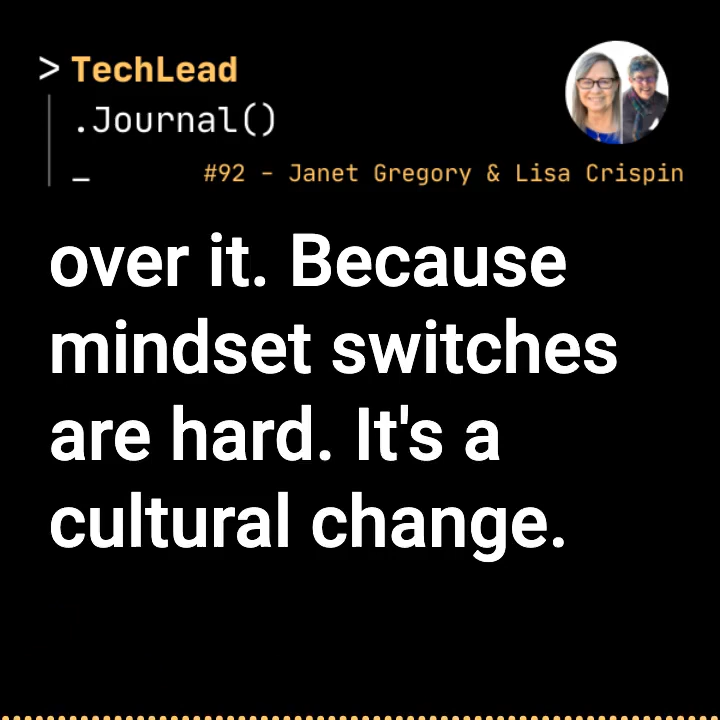 > TechLead
.Journal()
_
#92 - Janet Gregory & Lisa Crispin
over it. Because
mindset switches
are hard. It's a
cultural change.